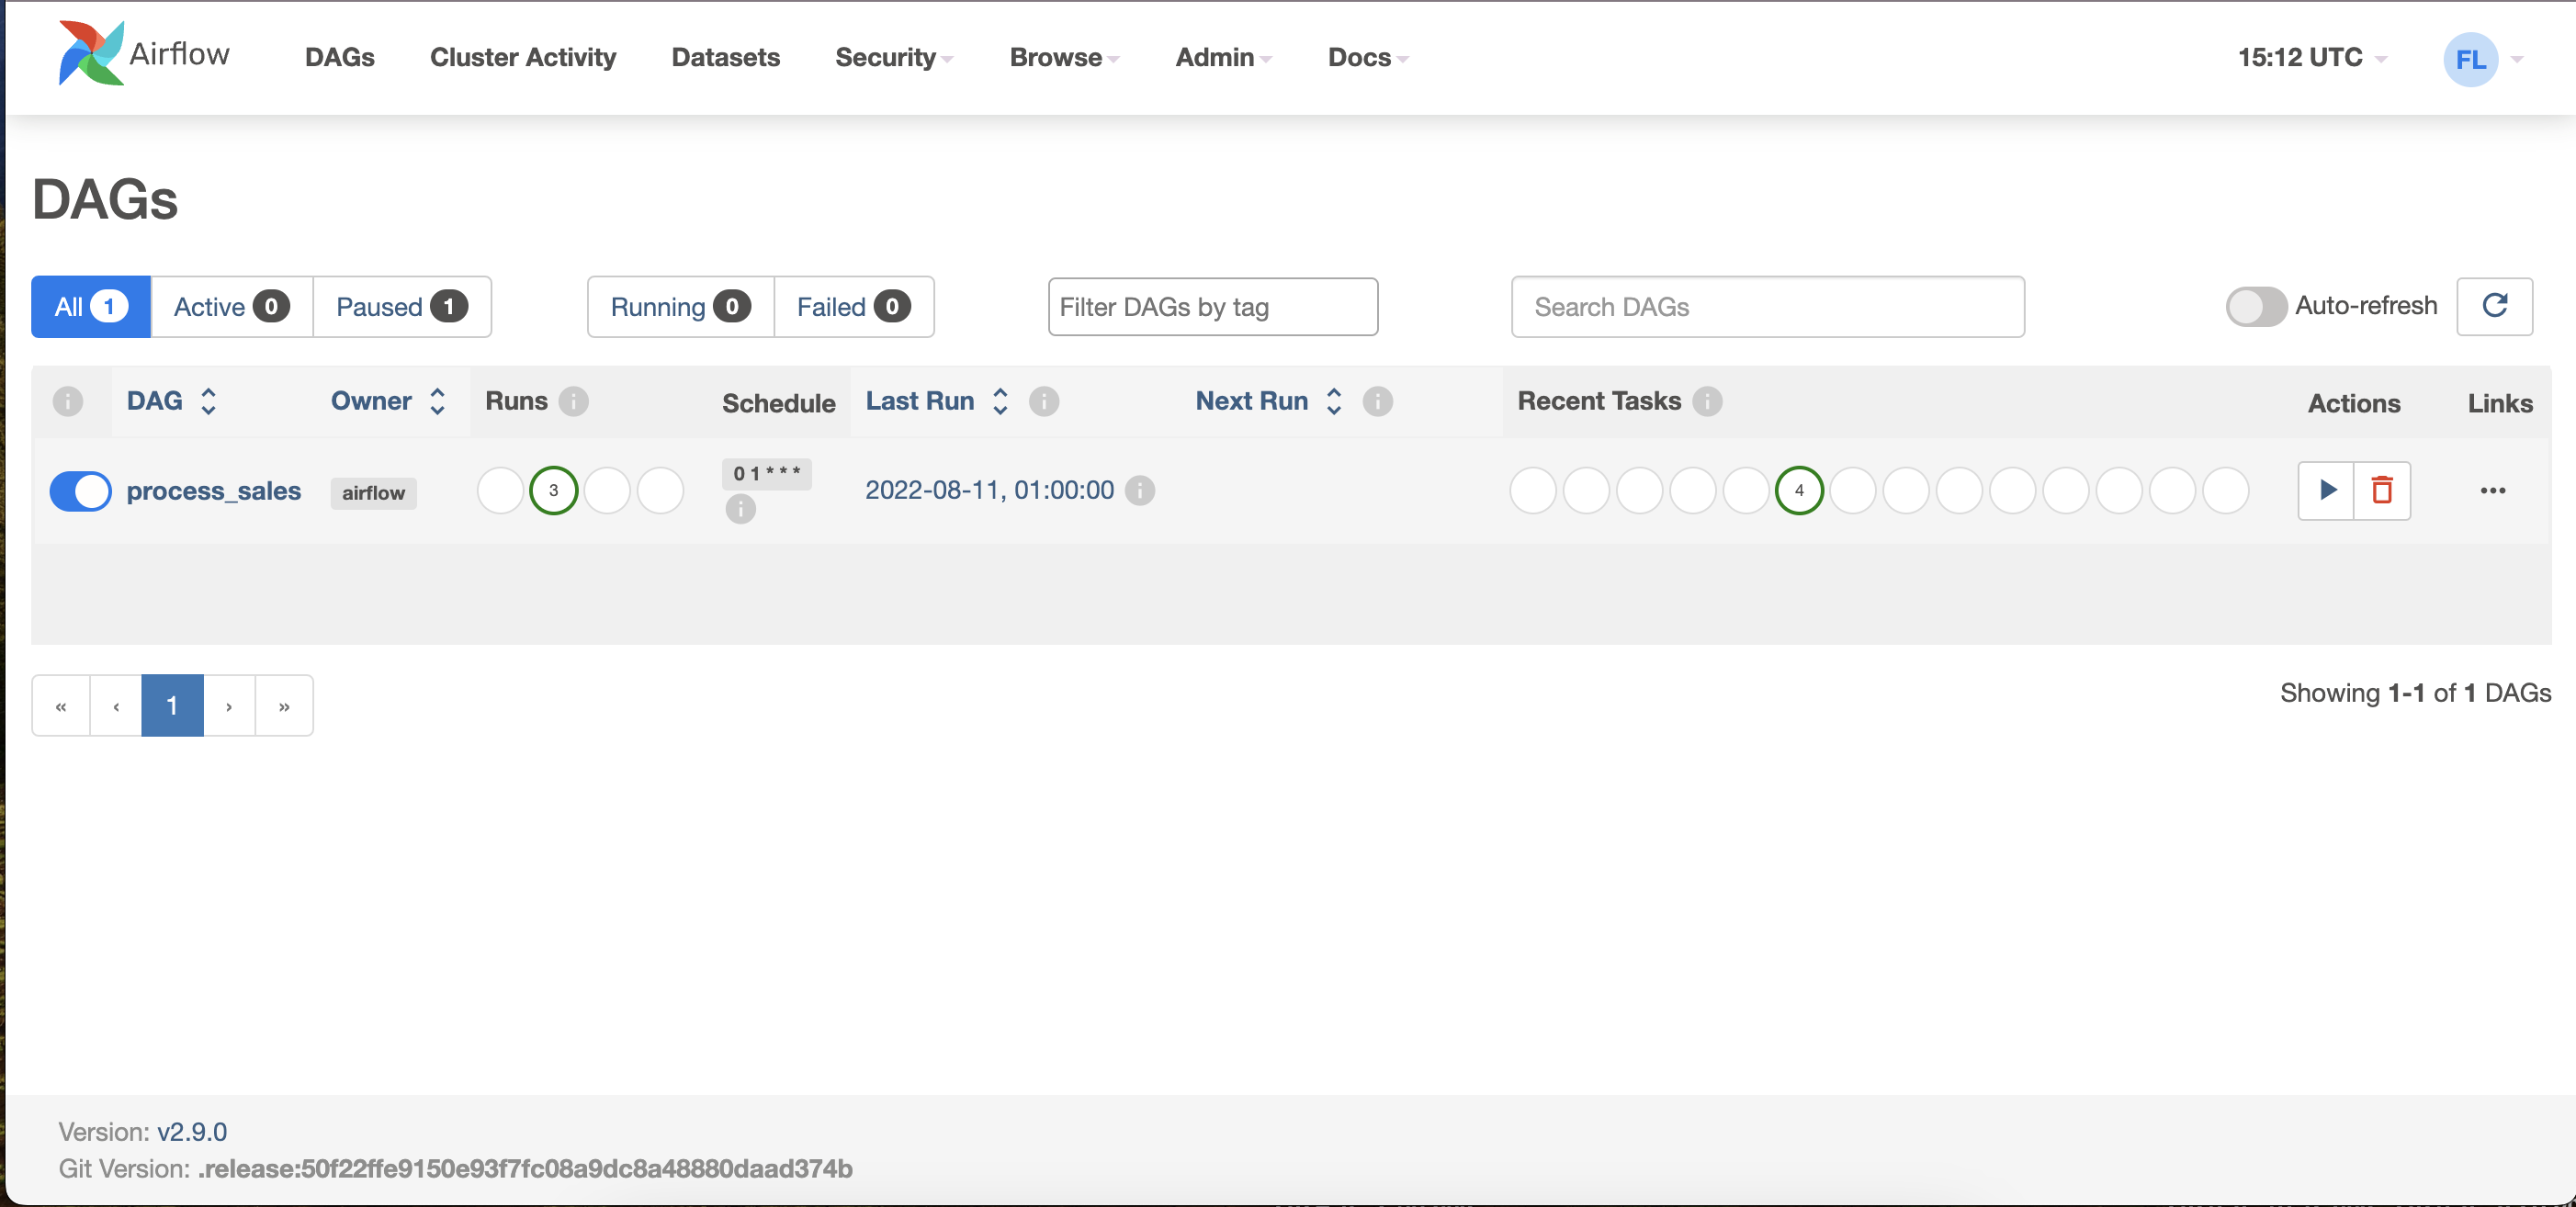 Airflow DAGs Cluster Activity Datasets Security Browse Admin Docs 15:12 UTC FL
DAGs
All 1 Active 0 Paused 1 Running 0 Failed 0 Filter DAGs by tag Search DAGs Auto-refresh
i DAG Owner Runs i Schedule Last Run i Next Run i Recent Tasks i Actions Links
process_sales airflow 3 0 1 * * * i 2022-08-11, 01:00:00 i 4 ...
« ‹ 1 › »
Showing 1-1 of 1 DAGs
Version: v2.9.0
Git Version: .release:50f22ffe9150e93f7fc08a9dc8a48880daad374b